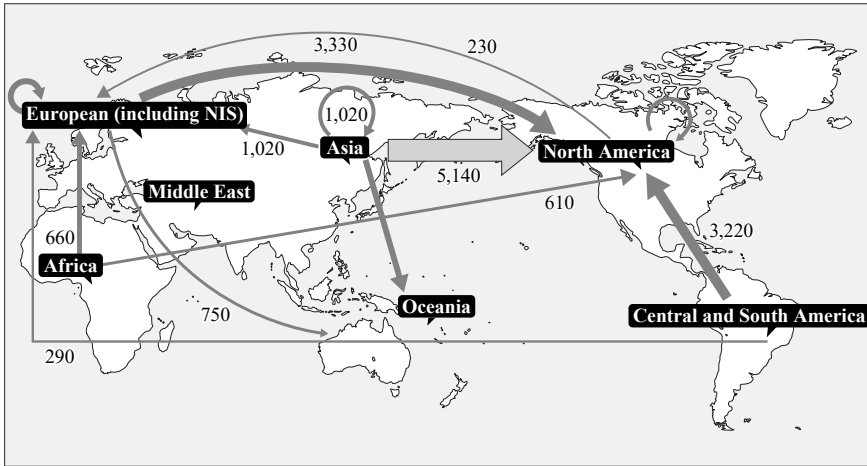 3,330
230
European (including NIS)
1,020
1,020
Asia
North America
5,140
Middle East
610
660
3,220
Africa
750
Oceania
Central and South America
290